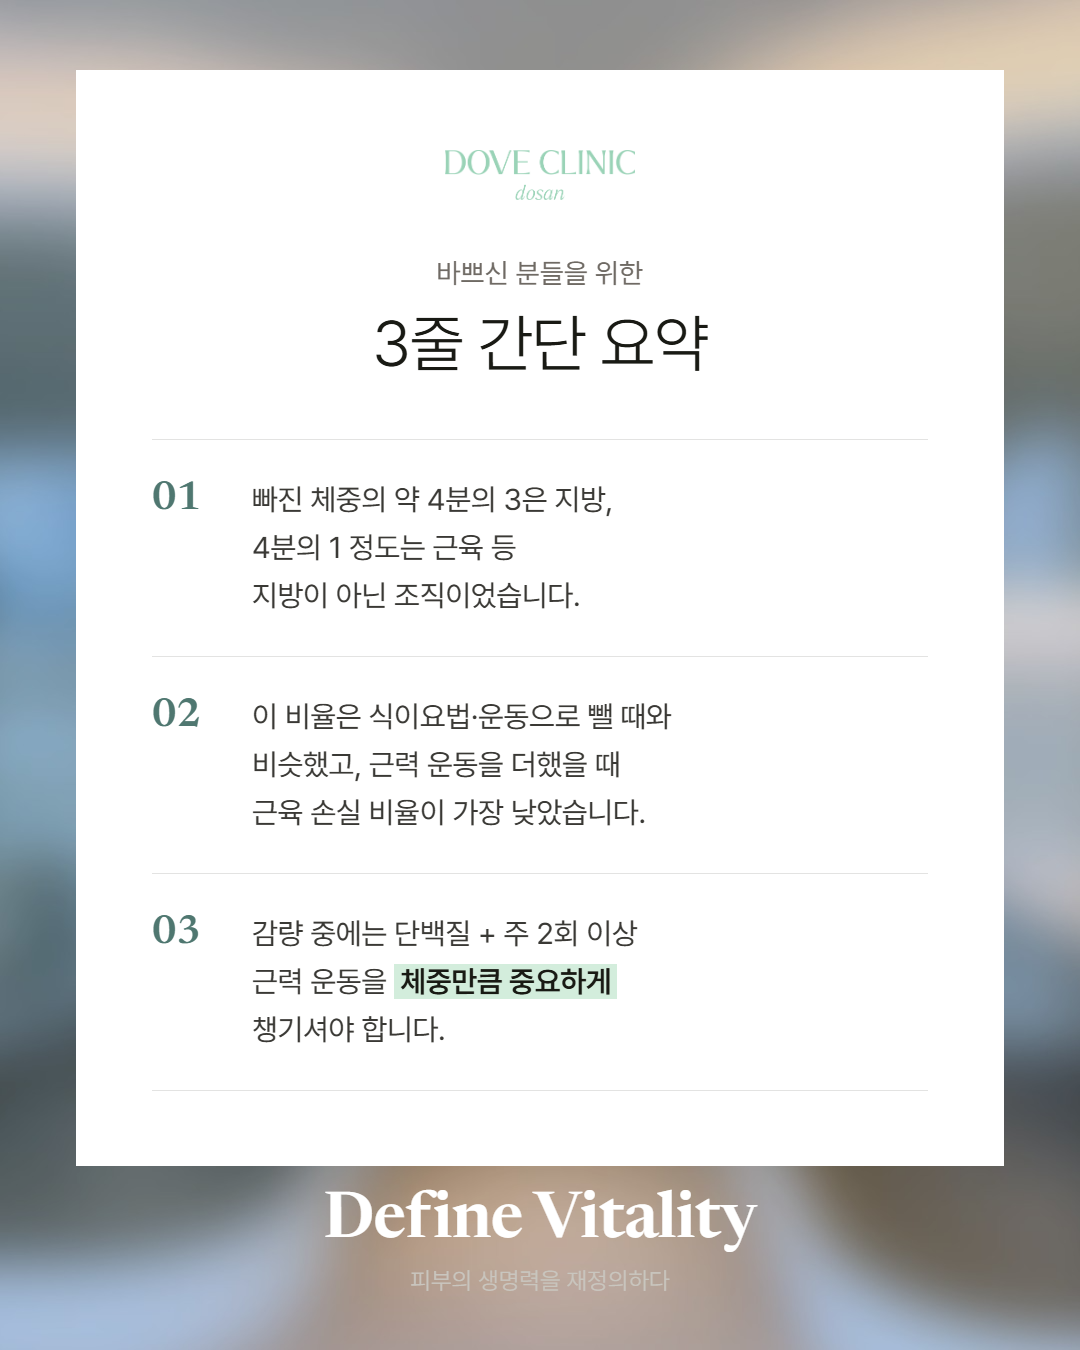 DOVE CLINIC
dosan
바쁘신 분들을 위한
3줄 간단 요약
01
빠진 체중의 약 4분의 3은 지방,
4분의 1 정도는 근육 등
지방이 아닌 조직이었습니다.
02
이 비율은 식이요법·운동으로 뺄 때와
비슷했고, 근력 운동을 더했을 때
근육 손실 비율이 가장 낮았습니다.
03
감량 중에는 단백질 + 주 2회 이상
근력 운동을 체중만큼 중요하게
챙기셔야 합니다.
Define Vitality
피부의 생명력을 재정의하다